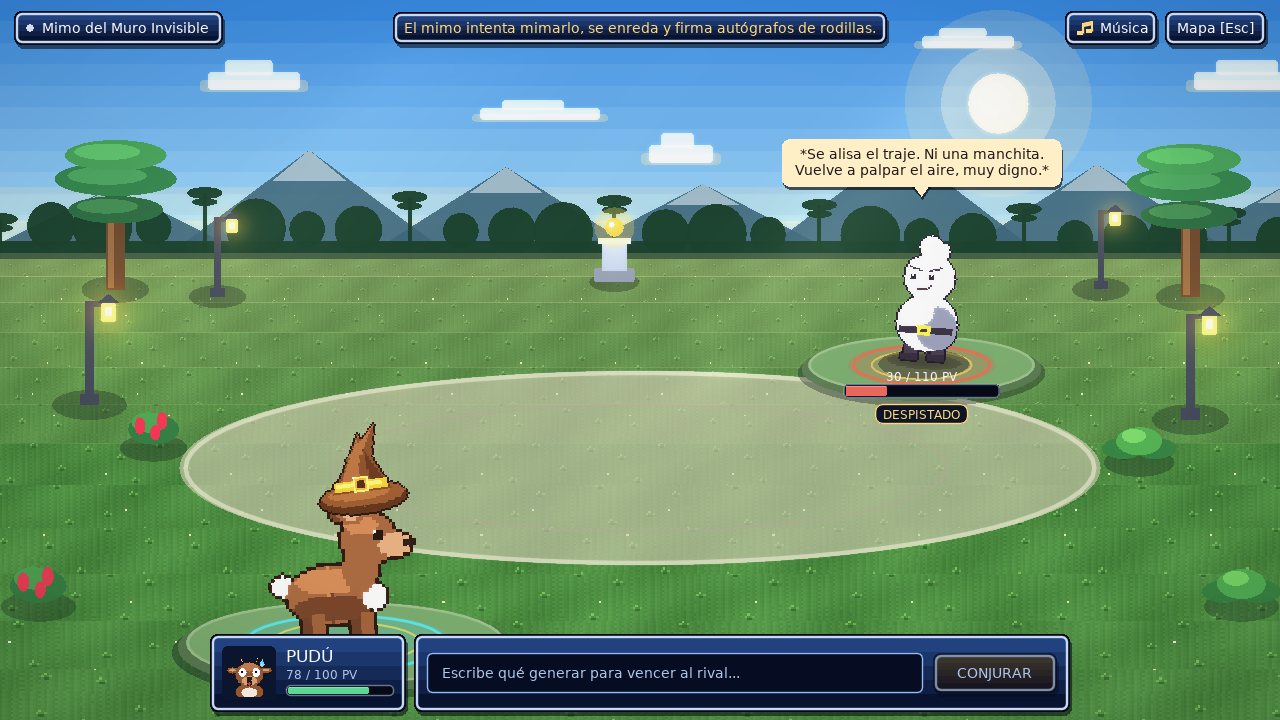 Mimo del Muro Invisible
El mimo intenta mimarlo, se enreda y firma autógrafos de rodillas.
Música
Mapa [Esc]
*Se alisa el traje. Ni una manchita.
Vuelve a palpar el aire, muy digno.*
30 / 110 PV
DESPISTADO
PUDÚ
78 / 100 PV
Escribe qué generar para vencer al rival...
CONJURAR